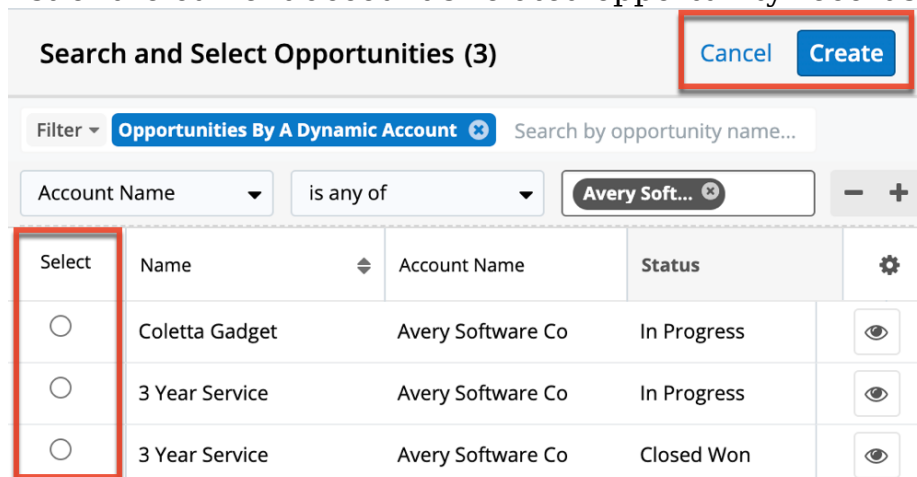 Search and Select Opportunities (3) Cancel Create
Filter Opportunities By A Dynamic Account Search by opportunity name...
Account Name is any of Avery Soft...
Select Name Account Name Status
Coletta Gadget Avery Software Co In Progress
3 Year Service Avery Software Co In Progress
3 Year Service Avery Software Co Closed Won